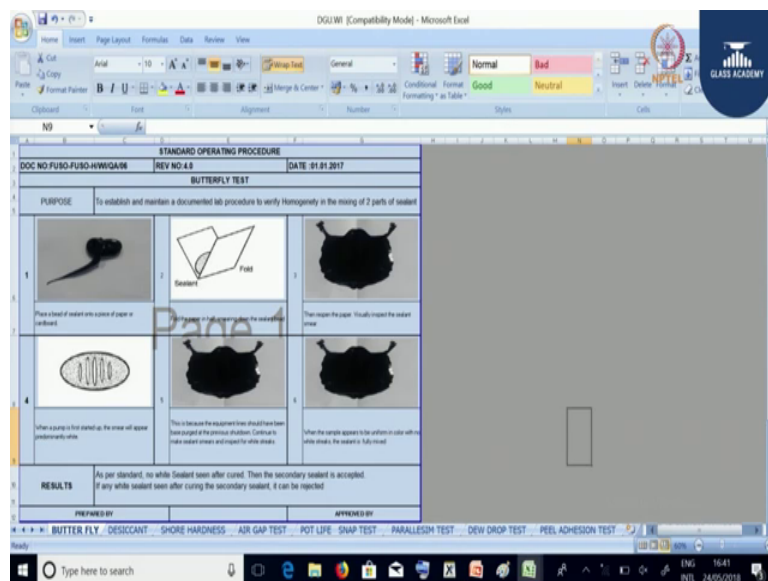 DGU.WI [Compatibility Mode] - Microsoft Excel
Home Insert Page Layout Formulas Data Review View
Cut
Copy
Format Painter
Paste
Clipboard
Arial 10
Font
Wrap Text
Merge & Center
Alignment
General
Number
Conditional Formatting
Format as Table
Normal Bad
Good Neutral
Styles
Insert Delete Format
Cells
NPTEL
GLASS ACADEMY
N9 fx
STANDARD OPERATING PROCEDURE
DOC NO:FUSO-FUSO-H/WI/QA/06 REV NO:4.0 DATE :01.01.2017
BUTTERFLY TEST
PURPOSE To establish and maintain a documented lab procedure to verify Homogenety in the mixing of 2 parts of sealant
1 2 3
Sealant Fold
Place a bead of sealant onto a piece of paper or cardboard.
Then reopen the paper. Visually inspect the sealant smear
Page 1
4 5 6
When a pump is first started up, the smear will appear predominantly white
This is because the equipment lines should have been base purged at the previous shutdown. Continue to make sealant smears and inspect for white streaks.
When the sample appears to be uniform in color with no white streaks, the sealant is fully mixed
RESULTS
As per standard, no white Sealant seen after cured. Then the secondary sealant is accepted.
If any white sealant seen after curing the secondary sealant, it can be rejected
PREPARED BY APPROVED BY
BUTTER FLY DESICCANT SHORE HARDNESS AIR GAP TEST POT LIFE SNAP TEST PARALLESIM TEST DEW DROP TEST PEEL ADHESION TEST
Ready 60%
Type here to search
ENG
INTL
16:41
24/05/2018